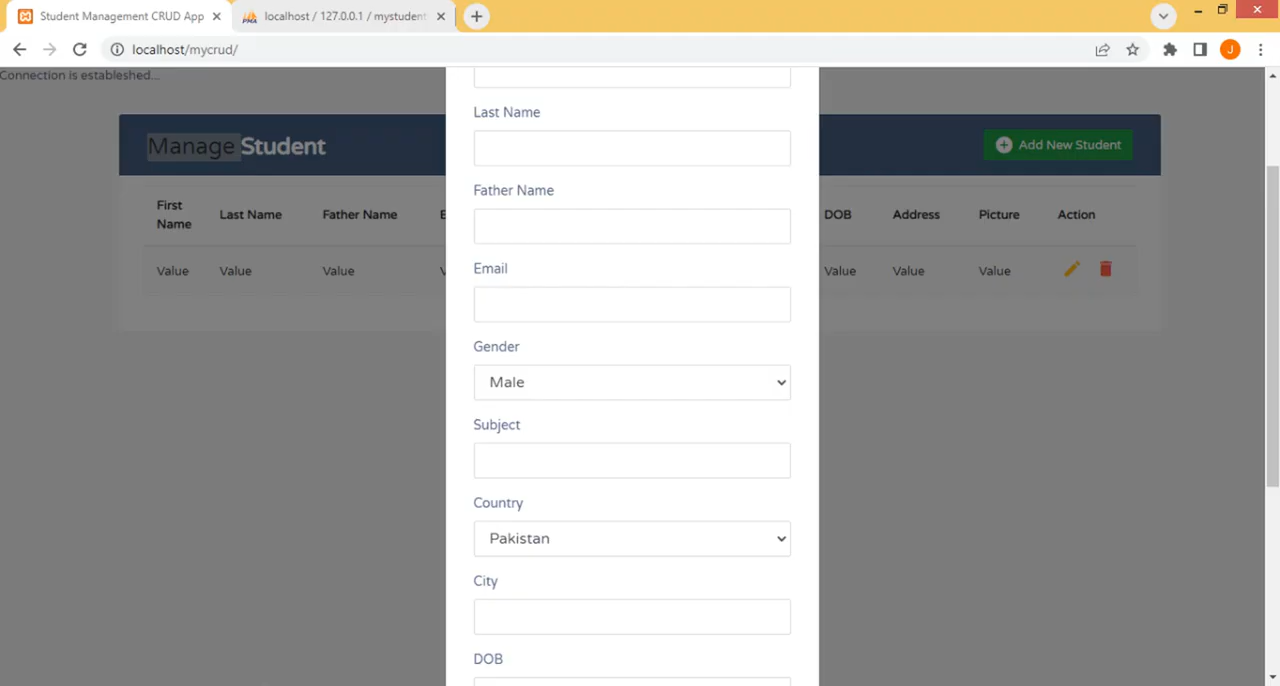 Student Management CRUD App
localhost / 127.0.0.1 / mystudent
localhost/mycrud/
J
Connection is estableshed...
Manage Student
Add New Student
First Name
Last Name
Father Name
E
DOB
Address
Picture
Action
Value
Value
Value
V
Value
Value
Value
Last Name
Father Name
Email
Gender
Male
Subject
Country
Pakistan
City
DOB